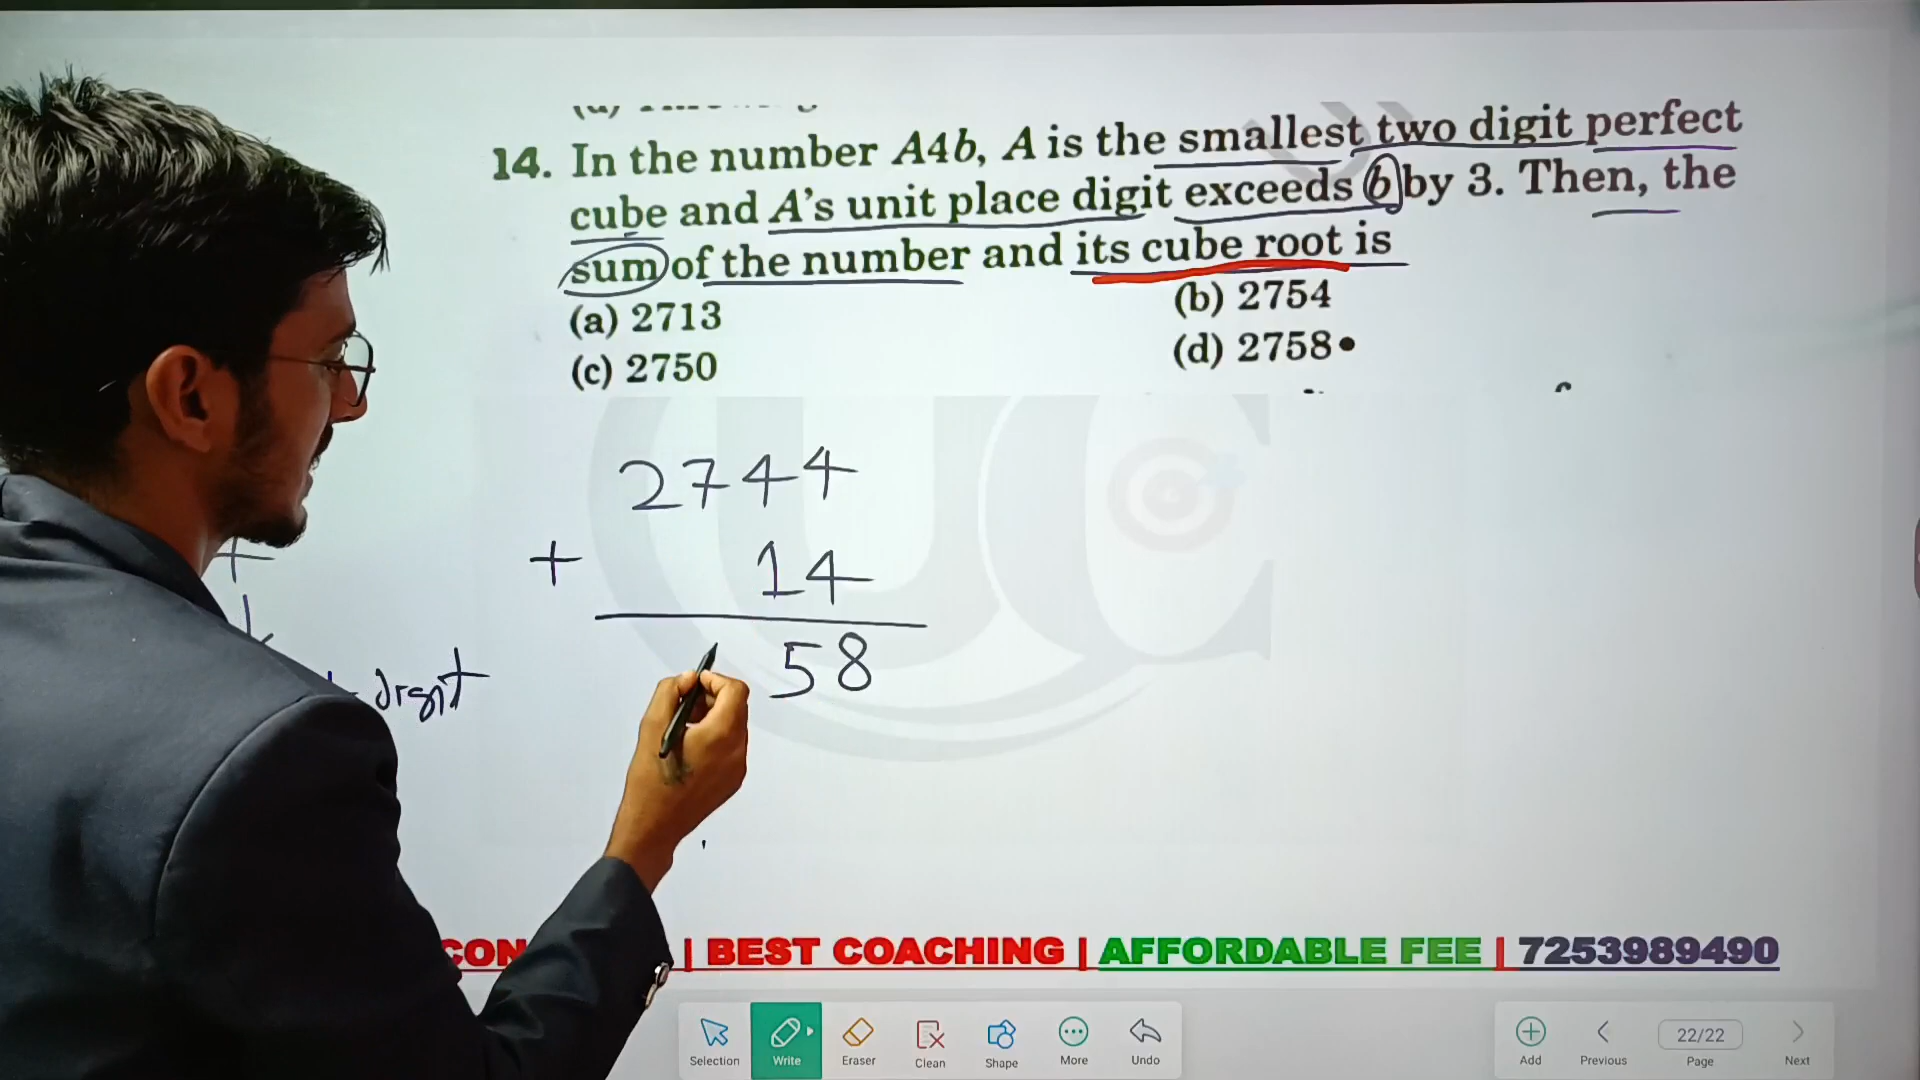 14. In the number A4b, A is the smallest two digit perfect
cube and A's unit place digit exceeds b by 3. Then, the
sum of the number and its cube root is
(a) 2713
(b) 2754
(c) 2750
(d) 2758
2744
+ 14
58
digit
CON | BEST COACHING | AFFORDABLE FEE | 7253989490
Selection Write Eraser Clean Shape More Undo
Add Previous 22/22 Page Next